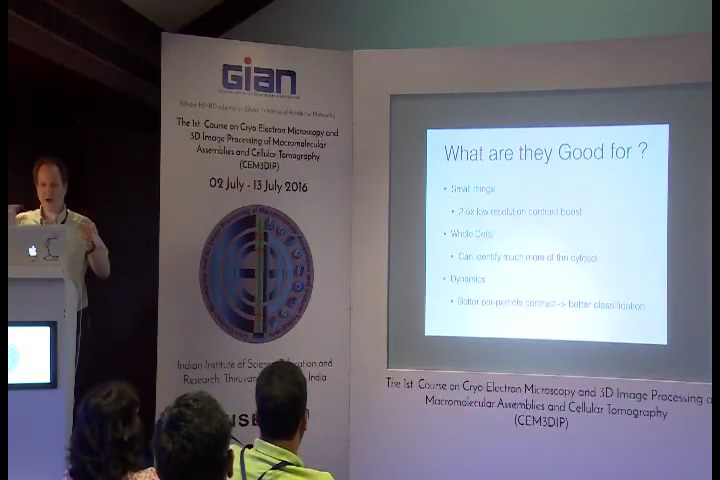 GIAN
The 1st Course on Cryo Electron Microscopy and
3D Image Processing of Macromolecular
Assemblies and Cellular Tomography
(CEM3DIP)
02 July - 13 July 2016
Indian Institute of Science Education and
Research, India
What are they Good for ?
• Small things
• 2-5x low resolution contrast boost
• Whole Cells
• Can identify much more of the cytosol
• Dynamics
• Better per-particle contrast -> better classification
The 1st Course on Cryo Electron Microscopy and 3D Image Processing
Macromolecular Assemblies and Cellular Tomography
(CEM3DIP)